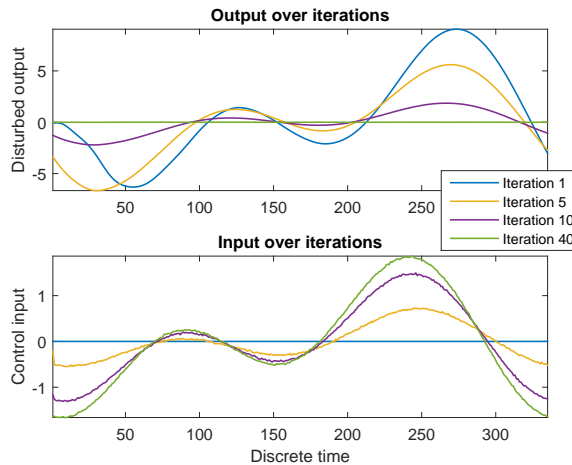 Output over iterations
Disturbed output
5
0
-5
50 100 150 200 250 300
Iteration 1
Iteration 5
Iteration 10
Iteration 40
Input over iterations
Control input
1
0
-1
50 100 150 200 250 300
Discrete time